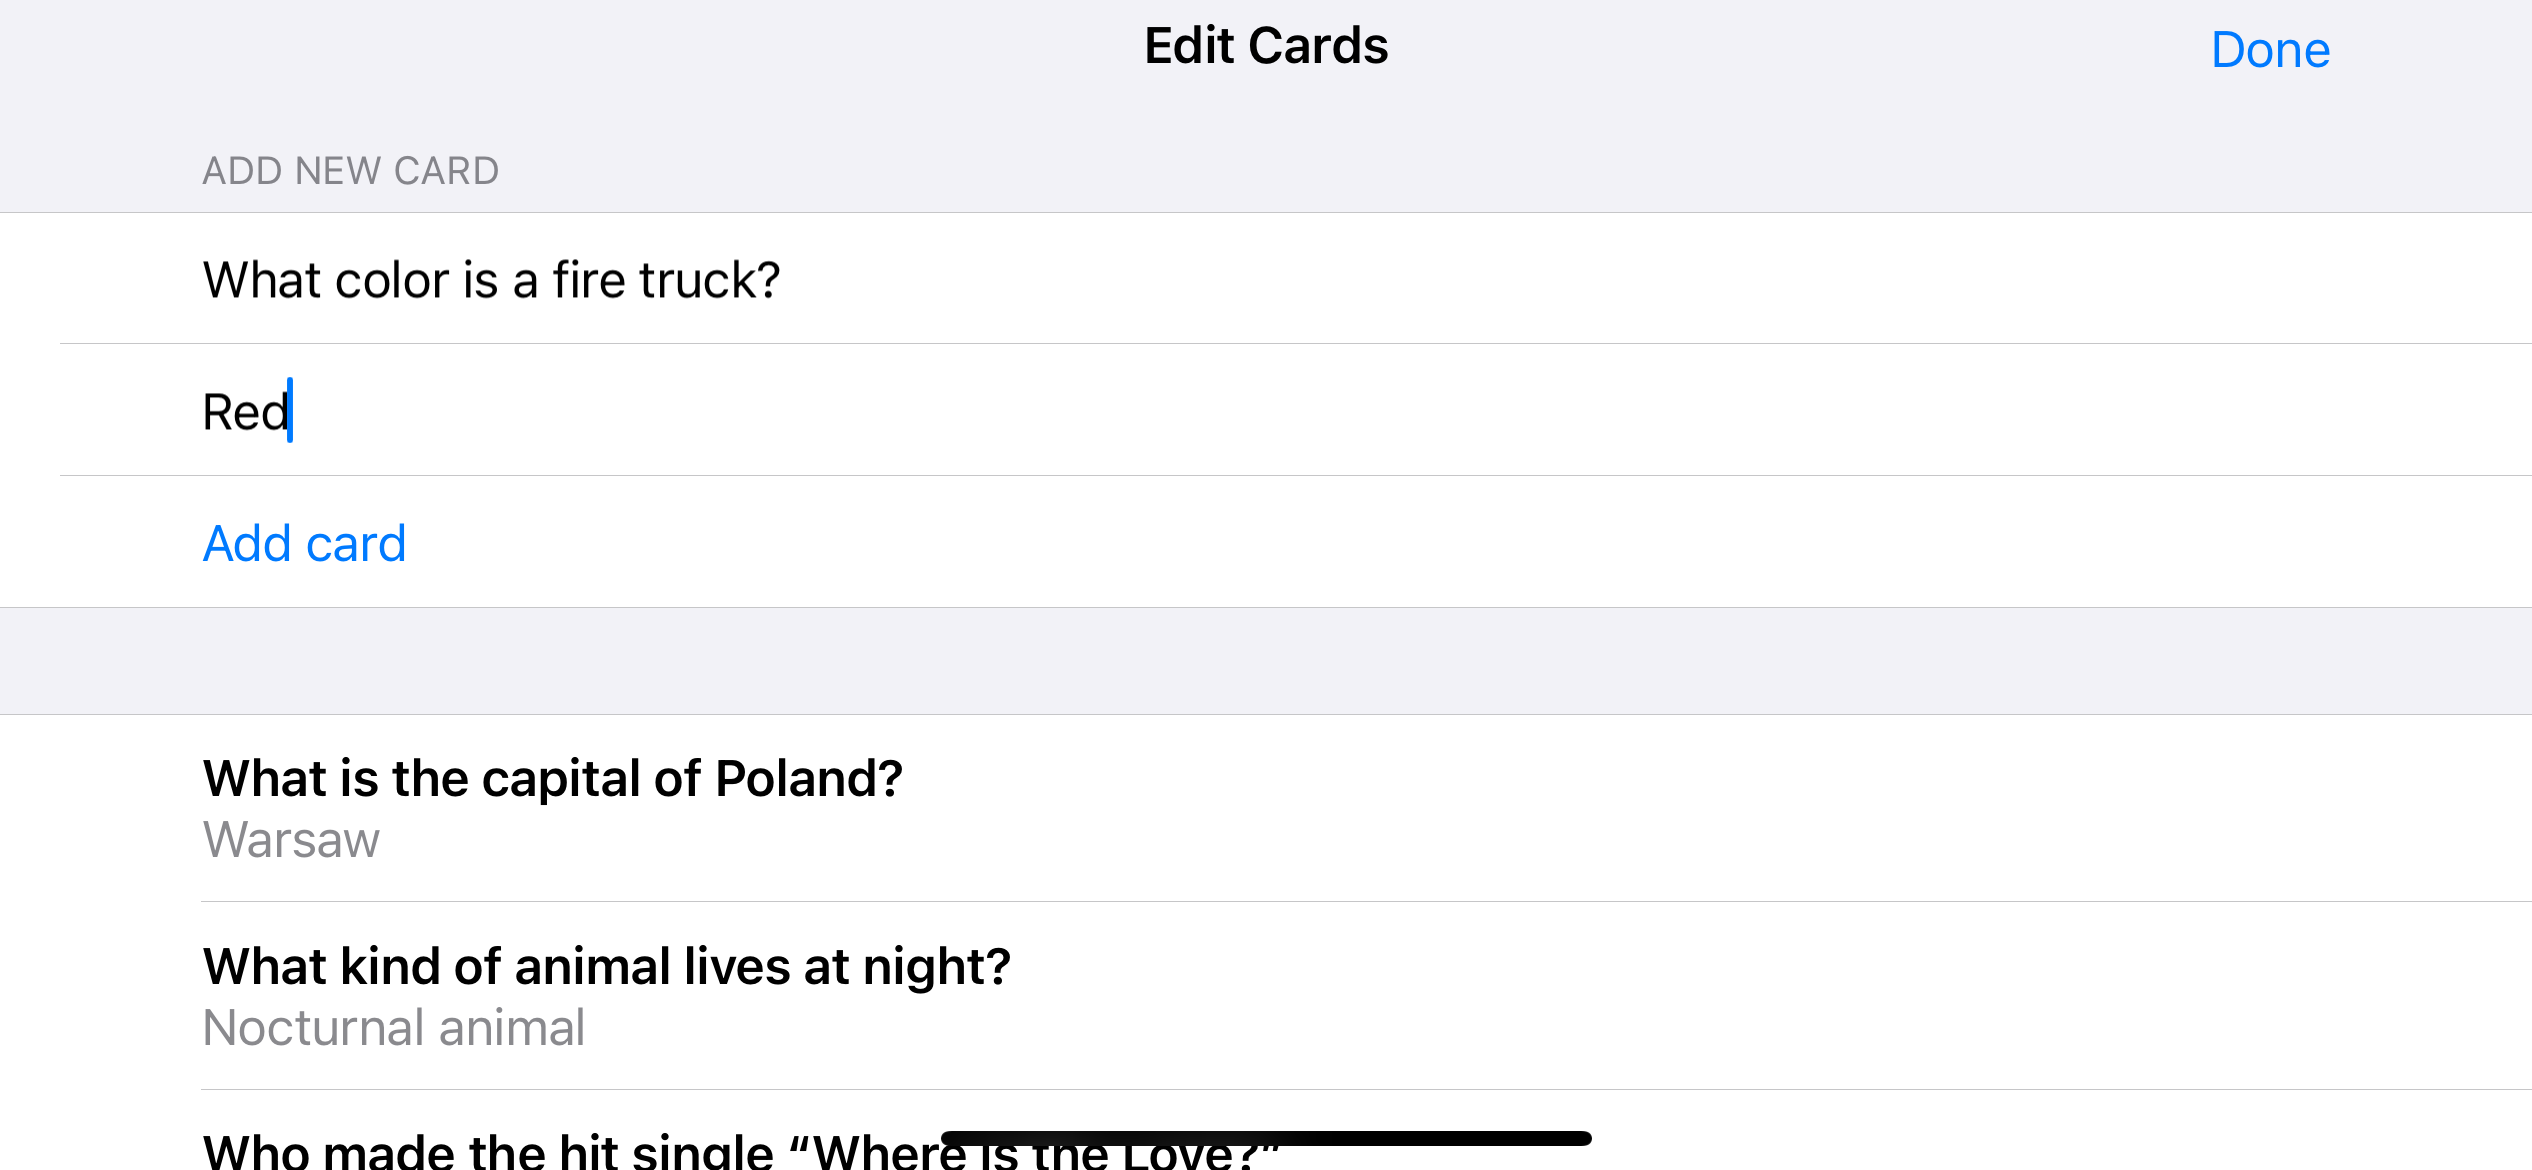 Edit Cards
Done
ADD NEW CARD
What color is a fire truck?
Red
Add card
What is the capital of Poland?
Warsaw
What kind of animal lives at night?
Nocturnal animal
Who made the hit single “Where is the Love?”